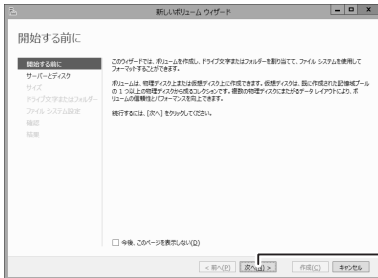 新しいボリューム ウィザード
開始する前に
開始する前に
サーバーとディスク
サイズ
ドライブ文字またはフォルダー
ファイル システム設定
確認
結果
このウィザードでは、ボリュームを作成し、ドライブ文字またはフォルダーを割り当てて、ファイル システムを使用して
フォーマットすることができます。
ボリュームは、物理ディスク上または仮想ディスク上に作成できます。仮想ディスクは、既に作成された記憶域プール
の 1 つ以上の物理ディスクから成るコレクションです。複数の物理ディスクにまたがるデータ レイアウトにより、ボ
リュームの信頼性とパフォーマンスを向上できます。
続行するには、[次へ] をクリックしてください。
今後、このページを表示しない(D)
< 前へ(P)
次へ(N) >
作成(C)
キャンセル